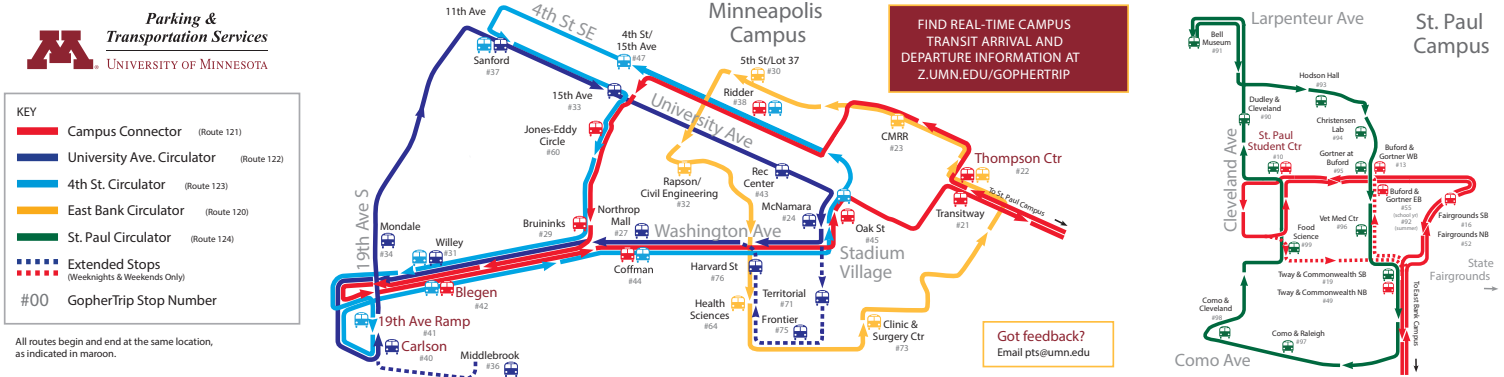 Parking &
Transportation Services
UNIVERSITY OF MINNESOTA
KEY
Campus Connector (Route 121)
University Ave. Circulator (Route 122)
4th St. Circulator (Route 123)
East Bank Circulator (Route 120)
St. Paul Circulator (Route 124)
Extended Stops
(Weeknights & Weekends Only)
#00 GopherTrip Stop Number
All routes begin and end at the same location,
as indicated in maroon.
Minneapolis
Campus
FIND REAL-TIME CAMPUS
TRANSIT ARRIVAL AND
DEPARTURE INFORMATION AT
Z.UMN.EDU/GOPHERTRIP
11th Ave
4th St SE
Sanford
#37
4th St/
15th Ave
#47
15th Ave
#33
5th St/Lot 37
#30
Ridder
#38
University Ave
Jones-Eddy
Circle
#60
CMRR
#23
Rapson/
Civil Engineering
#32
Rec
Center
#43
Thompson Ctr
#22
To St. Paul Campus
Transitway
#21
19th Ave S
Mondale
#34
Willey
#31
Bruininks
#29
Northrop
Mall
#27
Washington Ave
McNamara
#24
Oak St
#45
Stadium
Village
Coffman
#44
Blegen
#42
19th Ave Ramp
#41
Carlson
#40
Middlebrook
#36
Harvard St
#76
Health
Sciences
#64
Territorial
#71
Frontier
#75
Clinic &
Surgery Ctr
#73
Got feedback?
Email pts@umn.edu
St. Paul
Campus
Larpenteur Ave
Bell
Museum
#91
Hodson Hall
#93
Dudley &
Cleveland
#90
Christensen
Lab
#94
Cleveland Ave
St. Paul
Student Ctr
#10
Gortner at
Buford
#95
Buford &
Gortner WB
#13
Buford &
Gortner EB
#55
(school yr)
#92
(summer)
Vet Med Ctr
#96
Fairgrounds SB
#16
Fairgrounds NB
#52
Food
Science
#99
State
Fairgrounds
Tway & Commonwealth SB
#19
Tway & Commonwealth NB
#49
To East Bank Campus
Como &
Cleveland
#98
Como & Raleigh
#97
Como Ave